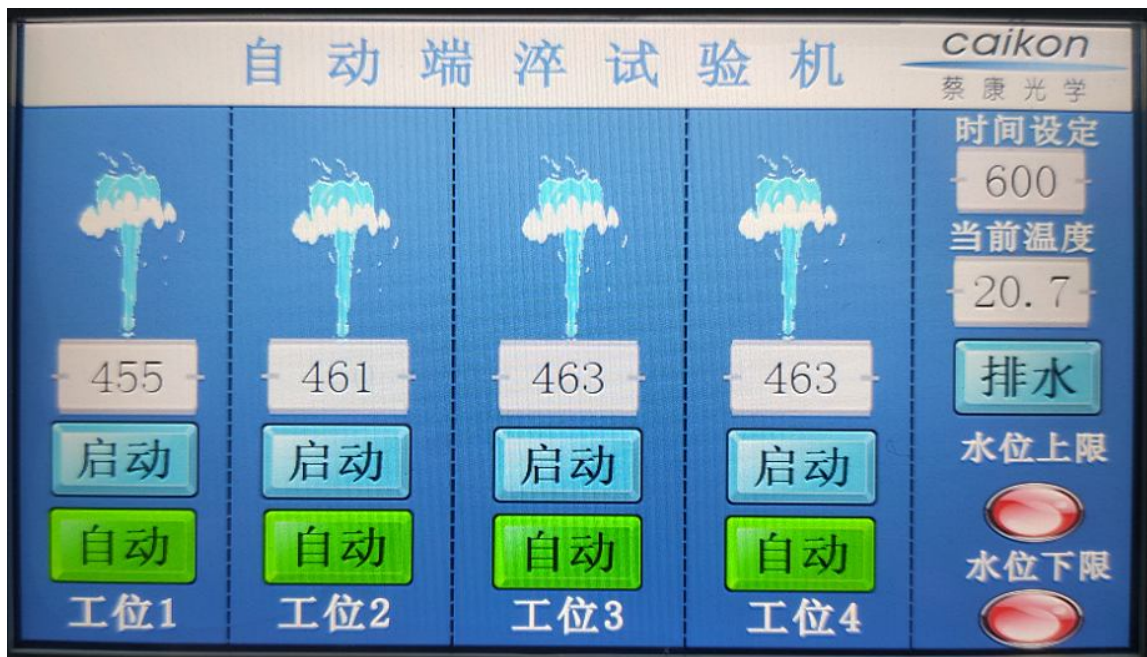 自动端淬试验机
caikon
蔡康光学
时间设定
600
当前温度
20.7
排水
水位上限
水位下限
455 461 463 463
启动 启动 启动 启动
自动 自动 自动 自动
工位1 工位2 工位3 工位4